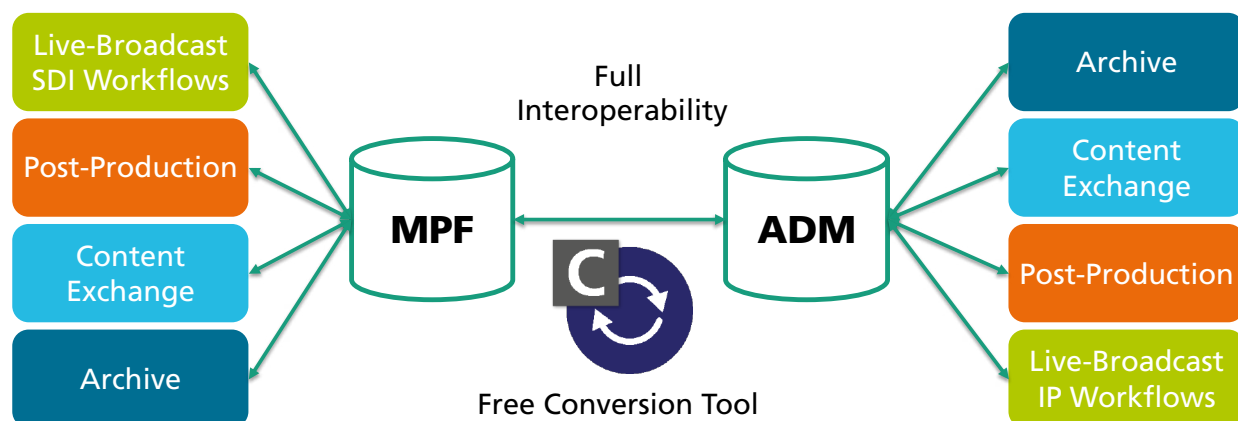 Live-Broadcast
SDI Workflows
Post-Production
Content
Exchange
Archive
Full
Interoperability
MPF
ADM
C
Free Conversion Tool
Archive
Content
Exchange
Post-Production
Live-Broadcast
IP Workflows